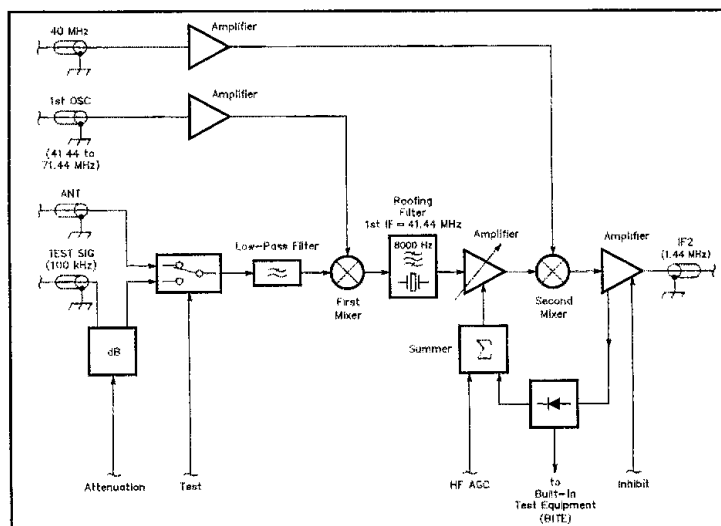 40 MHz
Amplifier
1st OSC
(41.44 to
71.44 MHz)
Amplifier
ANT
TEST SIG
(100 kHz)
Low-Pass Filter
First
Mixer
Roofing
Filter
1st IF = 41.44 MHz
8000 Hz
Amplifier
Second
Mixer
Amplifier
IF2
(1.44 MHz)
dB
Summer
Σ
Attenuation
Test
HF AGC
to
Built-In
Test Equipment
(BITE)
Inhibit